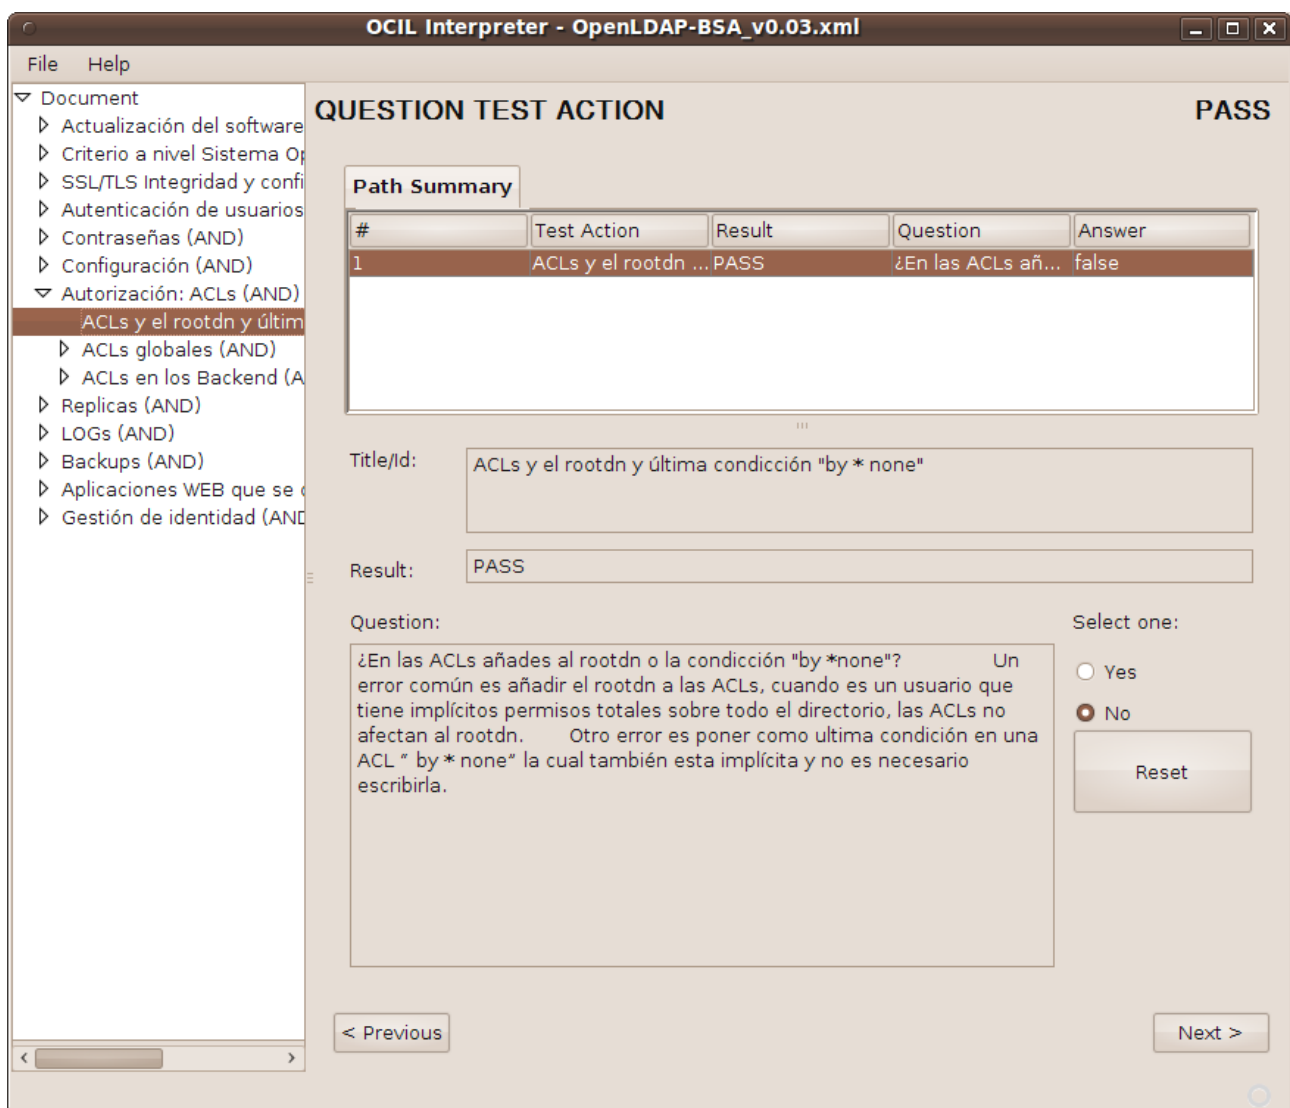 OCIL Interpreter - OpenLDAP-BSA_v0.03.xml
File Help
Document
Actualización del software
Criterio a nivel Sistema Op
SSL/TLS Integridad y confi
Autenticación de usuarios
Contraseñas (AND)
Configuración (AND)
Autorización: ACLs (AND)
ACLs y el rootdn y últim
ACLs globales (AND)
ACLs en los Backend (A
Replicas (AND)
LOGs (AND)
Backups (AND)
Aplicaciones WEB que se c
Gestión de identidad (AND
QUESTION TEST ACTION PASS
Path Summary
# Test Action Result Question Answer
1 ACLs y el rootdn ... PASS ¿En las ACLs añ... false
Title/Id: ACLs y el rootdn y última condicción "by * none"
Result: PASS
Question:
¿En las ACLs añades al rootdn o la condicción "by *none"? Un
error común es añadir el rootdn a las ACLs, cuando es un usuario que
tiene implícitos permisos totales sobre todo el directorio, las ACLs no
afectan al rootdn. Otro error es poner como ultima condición en una
ACL " by * none" la cual también esta implícita y no es necesario
escribirla.
Select one:
Yes
No
Reset
< Previous
Next >